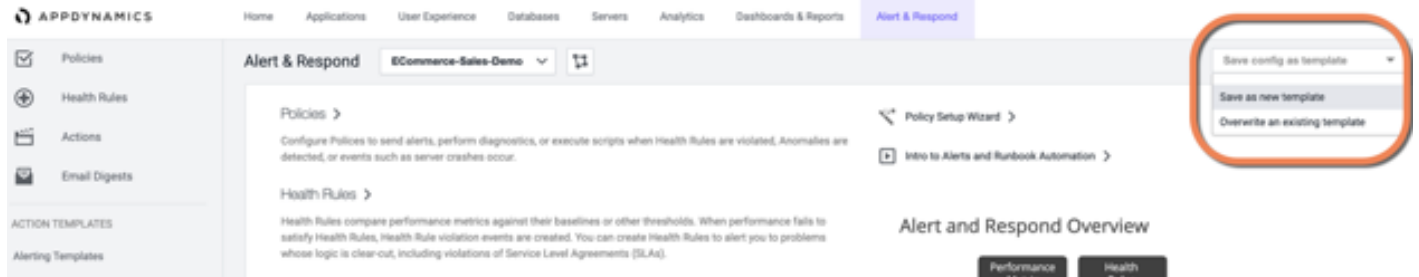 APPDYNAMICS
Home Applications User Experience Databases Servers Analytics Dashboards & Reports Alert & Respond
Policies
Health Rules
Actions
Email Digests
ACTION TEMPLATES
Alerting Templates
Alert & Respond ECommerce-Sales-Demo
Save config as template
Save as new template
Overwrite an existing template
Policies >
Configure Polices to send alerts, perform diagnostics, or execute scripts when Health Rules are violated, Anomalies are
detected, or events such as server crashes occur.
Health Rules >
Health Rules compare performance metrics against their baselines or other thresholds. When performance fails to
satisfy Health Rules, Health Rule violation events are created. You can create Health Rules to alert you to problems
whose logic is clear-cut, including violations of Service Level Agreements (SLAs).
Policy Setup Wizard >
Intro to Alerts and Runbook Automation >
Alert and Respond Overview
Performance
Health